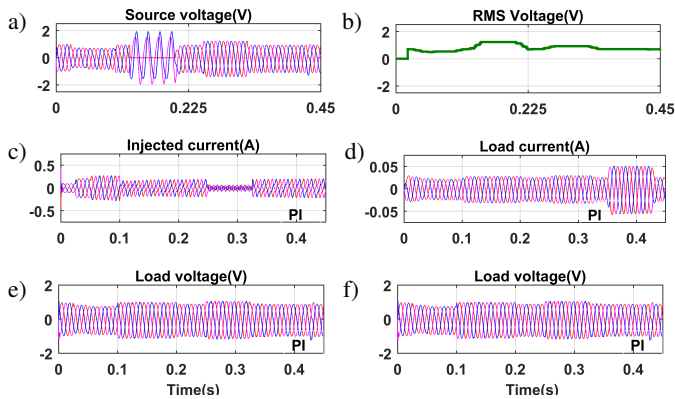 a) Source voltage(V)
2
0
-2
0 0.225 0.45
b) RMS Voltage(V)
2
0
-2
0 0.225 0.45
c) Injected current(A)
0.5
0
-0.5
PI
0 0.1 0.2 0.3 0.4
d) Load current(A)
0.05
0
-0.05
PI
0 0.1 0.2 0.3 0.4
e) Load voltage(V)
2
0
-2
PI
0 0.1 0.2 0.3 0.4
Time(s)
f) Load voltage(V)
2
0
-2
PI
0 0.1 0.2 0.3 0.4
Time(s)